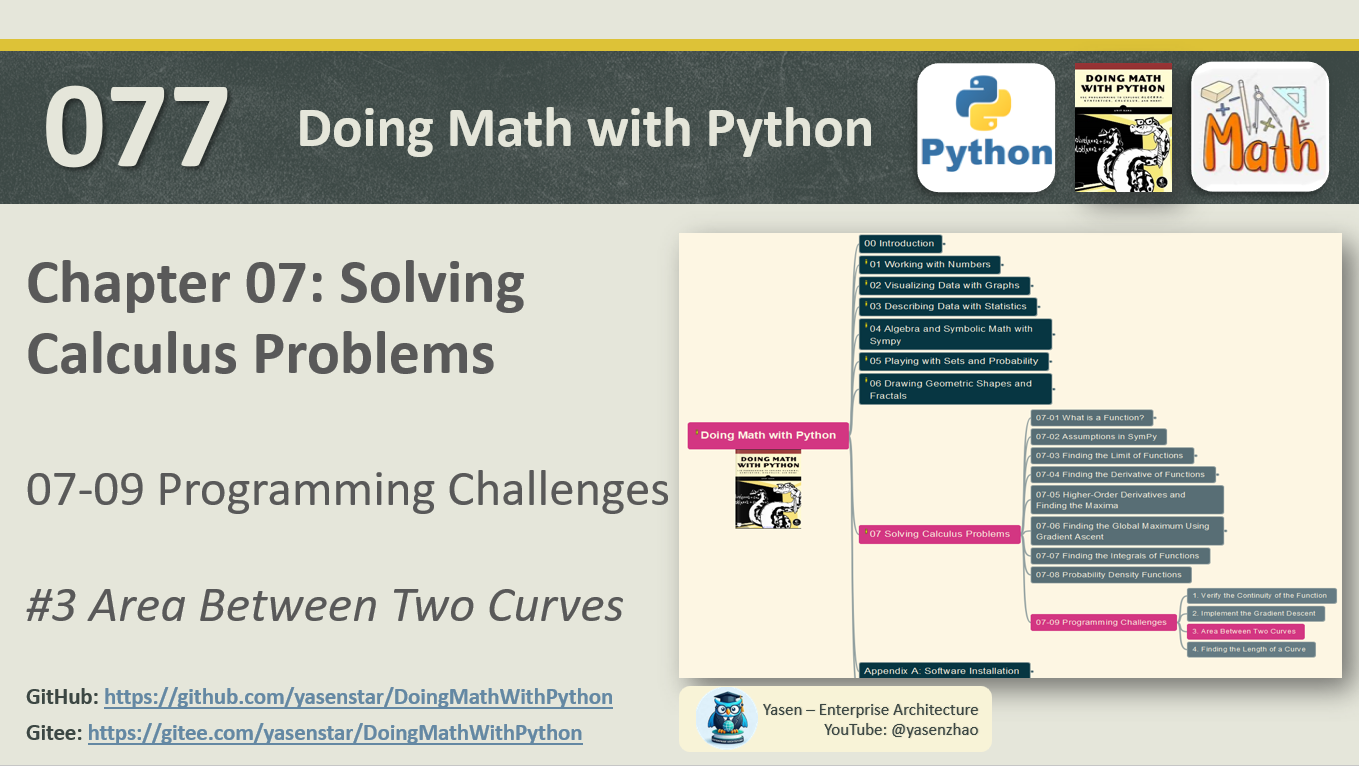 077
Doing Math with Python
Python
DOING MATH
WITH PYTHON
Math
Chapter 07: Solving
Calculus Problems
07-09 Programming Challenges
#3 Area Between Two Curves
GitHub: https://github.com/yasenstar/DoingMathWithPython
Gitee: https://gitee.com/yasenstar/DoingMathWithPython
Doing Math with Python
DOING MATH
WITH PYTHON
00 Introduction
01 Working with Numbers
02 Visualizing Data with Graphs
03 Describing Data with Statistics
04 Algebra and Symbolic Math with
Sympy
05 Playing with Sets and Probability
06 Drawing Geometric Shapes and
Fractals
07 Solving Calculus Problems
07-01 What is a Function?
07-02 Assumptions in SymPy
07-03 Finding the Limit of Functions
07-04 Finding the Derivative of Functions
07-05 Higher-Order Derivatives and
Finding the Maxima
07-06 Finding the Global Maximum Using
Gradient Ascent
07-07 Finding the Integrals of Functions
07-08 Probability Density Functions
07-09 Programming Challenges
1. Verify the Continuity of the Function
2. Implement the Gradient Descent
3. Area Between Two Curves
4. Finding the Length of a Curve
Appendix A: Software Installation
Yasen – Enterprise Architecture
YouTube: @yasenzhao